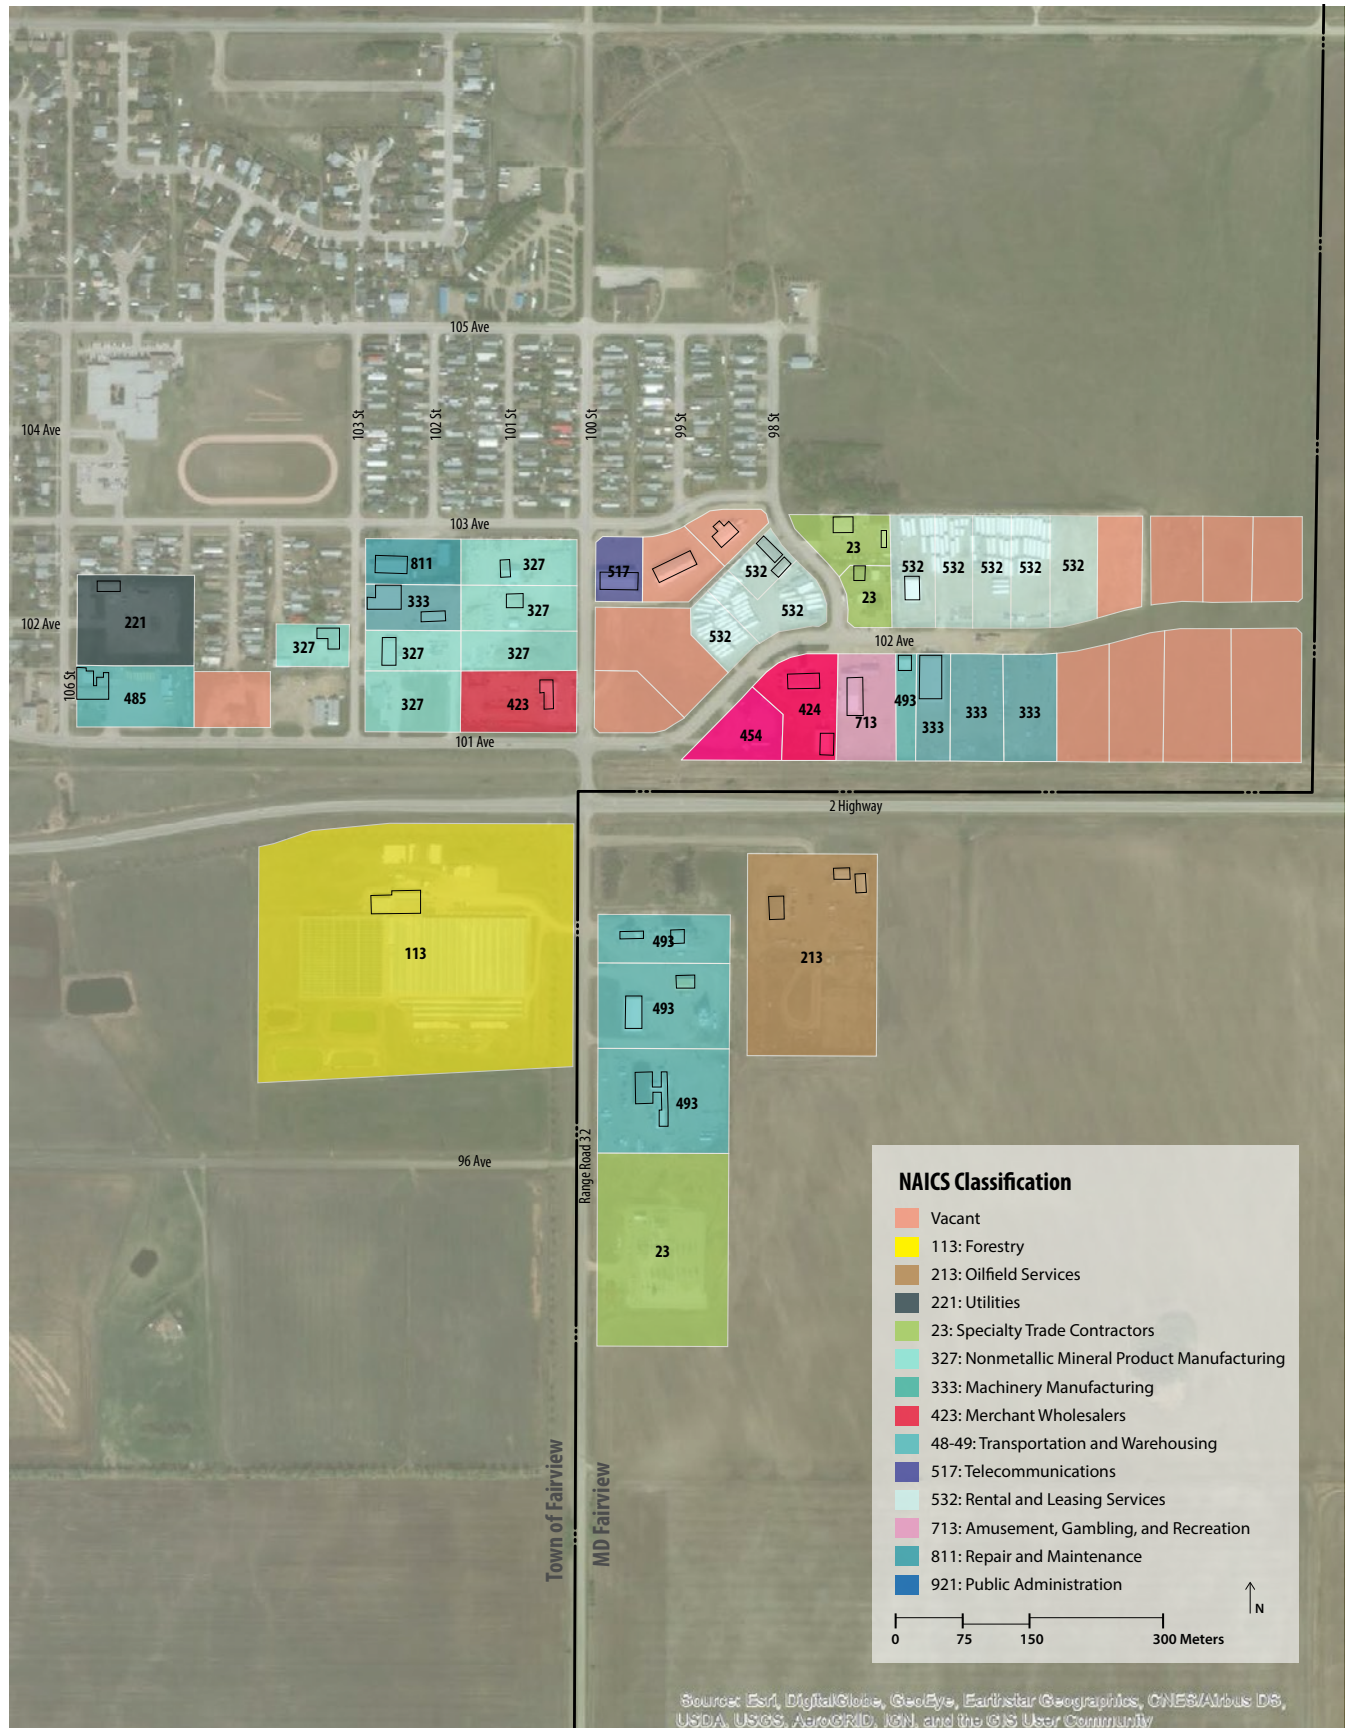 105 Ave
104 Ave
103 St
102 St
101 St
100 St
99 St
98 St
103 Ave
811
327
517
532
23
532
532
532
532
532
333
327
532
23
221
102 Ave
327
327
327
532
102 Ave
106 St
485
327
423
454
424
713
493
333
333
333
101 Ave
2 Highway
113
493
213
493
493
96 Ave
Range Road 32
23
Town of Fairview
MD Fairview
NAICS Classification
Vacant
113: Forestry
213: Oilfield Services
221: Utilities
23: Specialty Trade Contractors
327: Nonmetallic Mineral Product Manufacturing
333: Machinery Manufacturing
423: Merchant Wholesalers
48-49: Transportation and Warehousing
517: Telecommunications
532: Rental and Leasing Services
713: Amusement, Gambling, and Recreation
811: Repair and Maintenance
921: Public Administration
N
0 75 150 300 Meters
Source: Esri, DigitalGlobe, GeoEye, Earthstar Geographics, CNES/Airbus DS,
USDA, USGS, AeroGRID, IGN, and the GIS User Community